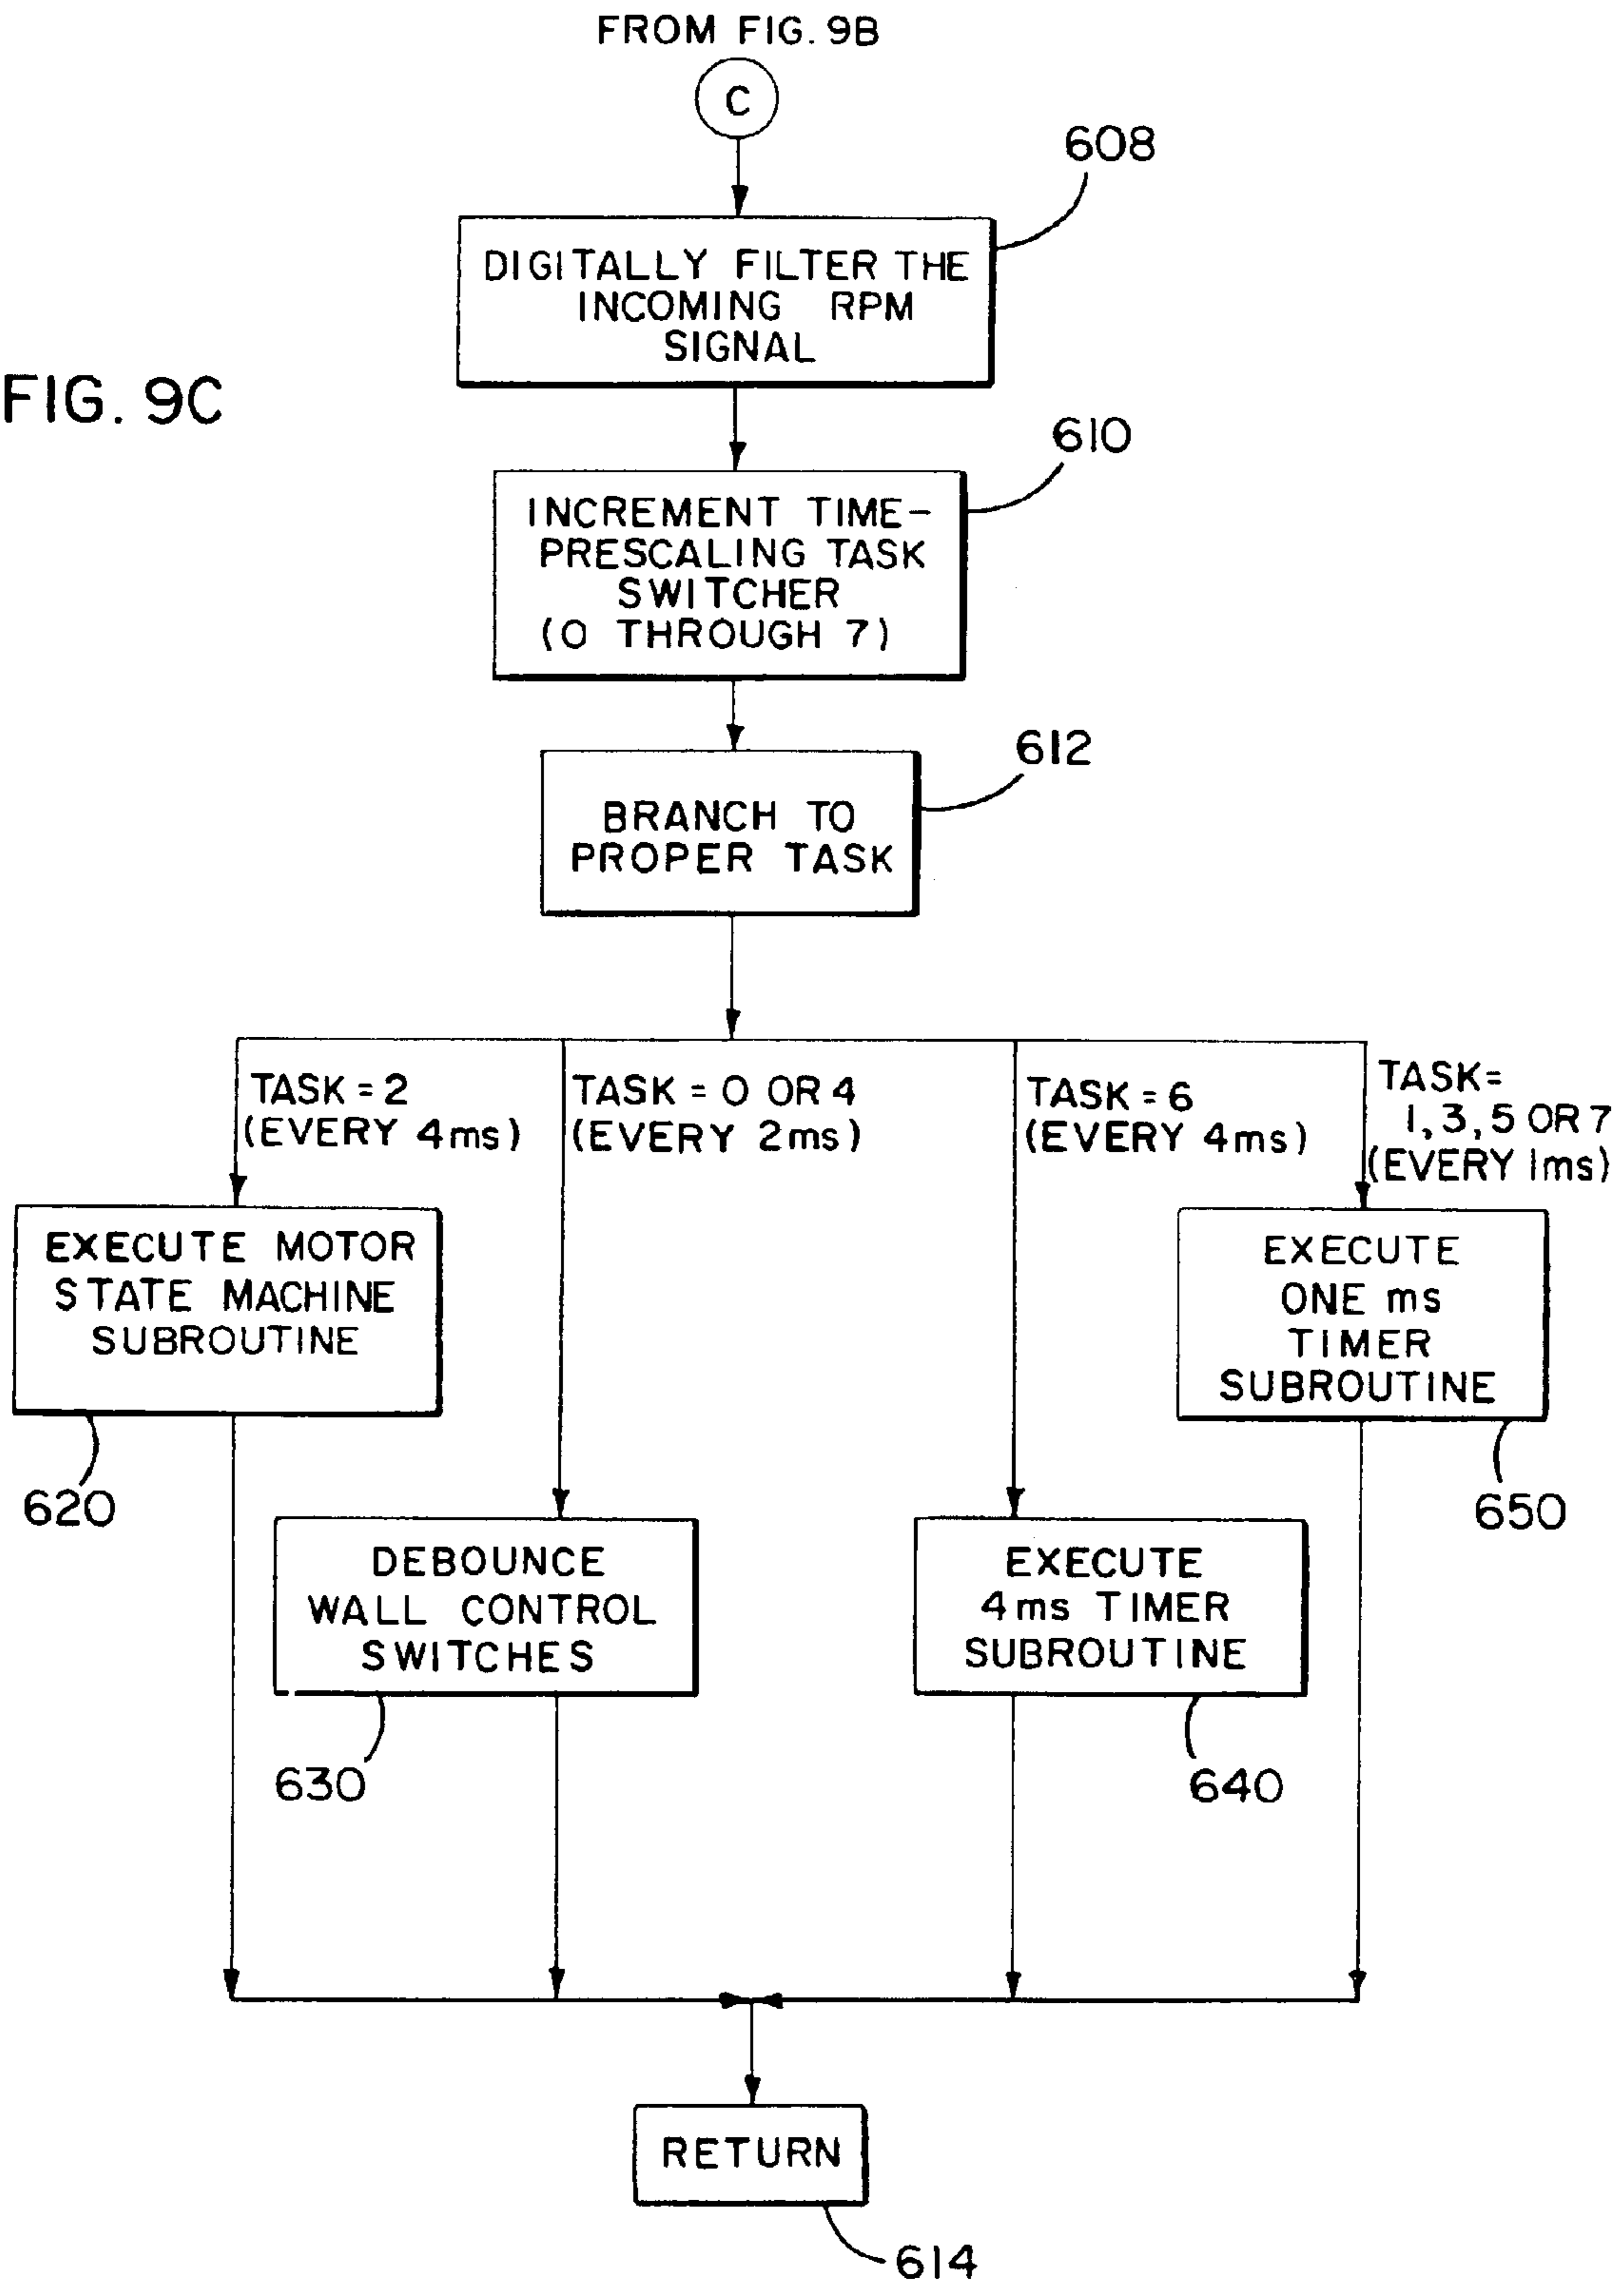 FROM FIG. 9B
C
608
DIGITALLY FILTER THE
INCOMING RPM
SIGNAL
FIG. 9C
610
INCREMENT TIME-
PRESCALING TASK
SWITCHER
(0 THROUGH 7)
612
BRANCH TO
PROPER TASK
TASK = 2
(EVERY 4ms)
TASK = 0 OR 4
(EVERY 2ms)
TASK = 6
(EVERY 4ms)
TASK=
1, 3, 5 OR 7
(EVERY 1ms)
EXECUTE MOTOR
STATE MACHINE
SUBROUTINE
620
EXECUTE
ONE ms
TIMER
SUBROUTINE
650
DEBOUNCE
WALL CONTROL
SWITCHES
630
EXECUTE
4ms TIMER
SUBROUTINE
640
RETURN
614